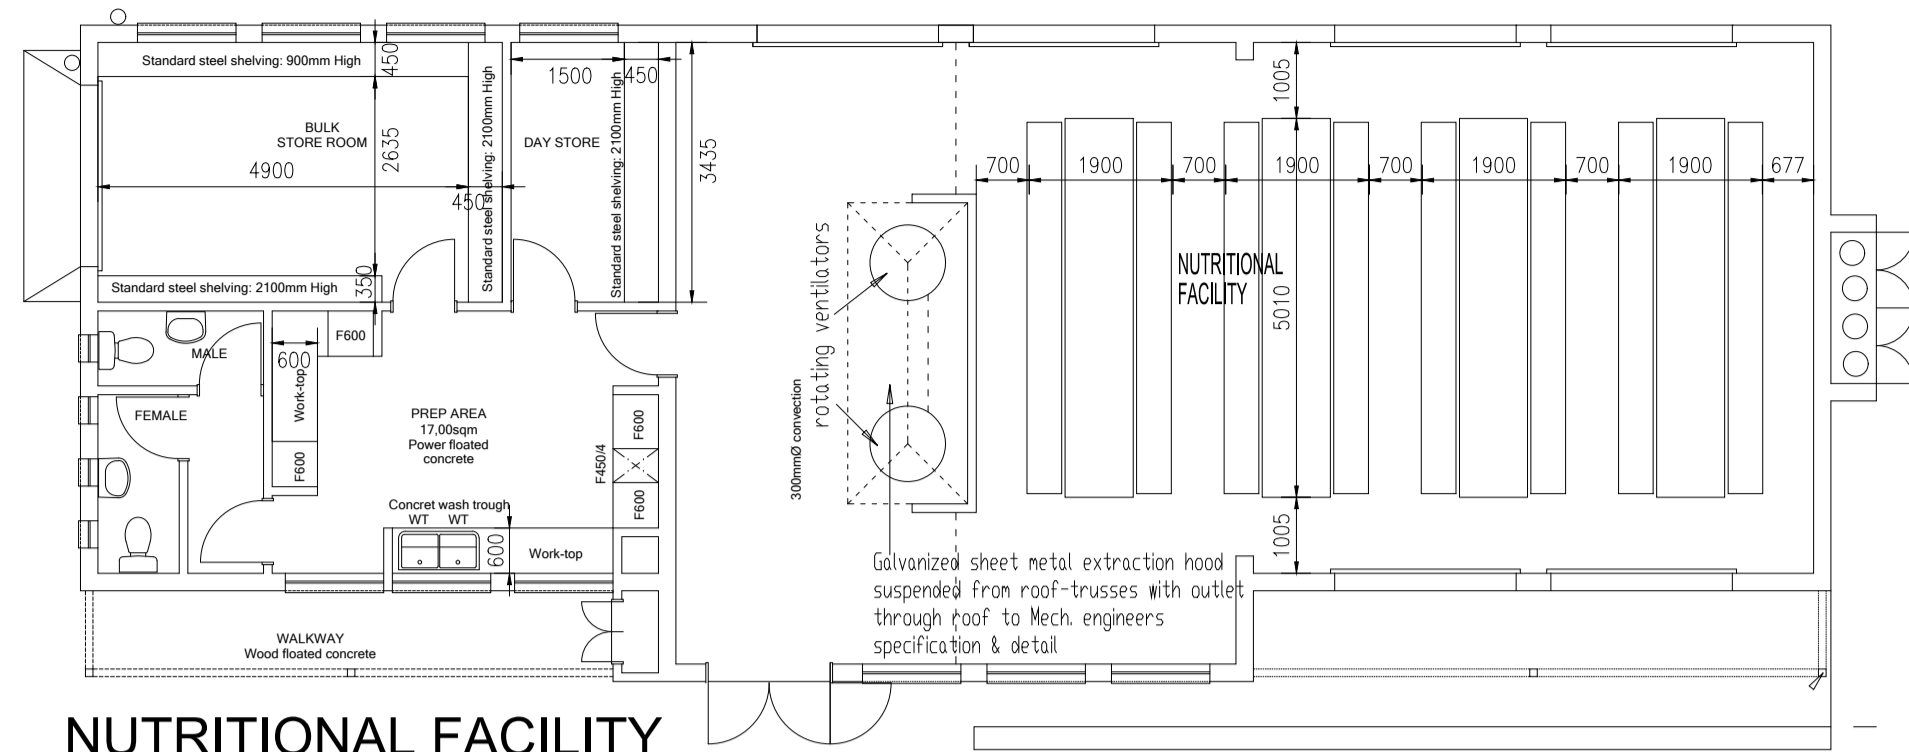 Standard steel shelving: 900mm High
450
BULK
STORE ROOM
4900
2635
450
Standard steel shelving: 2100mm High
350
Standard steel shelving: 2100mm High
1500
450
DAY STORE
Standard steel shelving: 2100mm High
3435
MALE
FEMALE
600
F600
Work-top
F600
PREP AREA
17,00sqm
Power floated
concrete
F600
F450/4
X
F600
Concret wash trough
WT WT
600
Work-top
WALKWAY
Wood floated concrete
300mmØ convection
rotating ventilators
Galvanized sheet metal extraction hood
suspended from roof-trusses with outlet
through roof to Mech. engineers
specification & detail
1005
700
1900
700
1900
700
1900
700
1900
677
NUTRITIONAL
FACILITY
5010
1005
NUTRITIONAL FACILITY